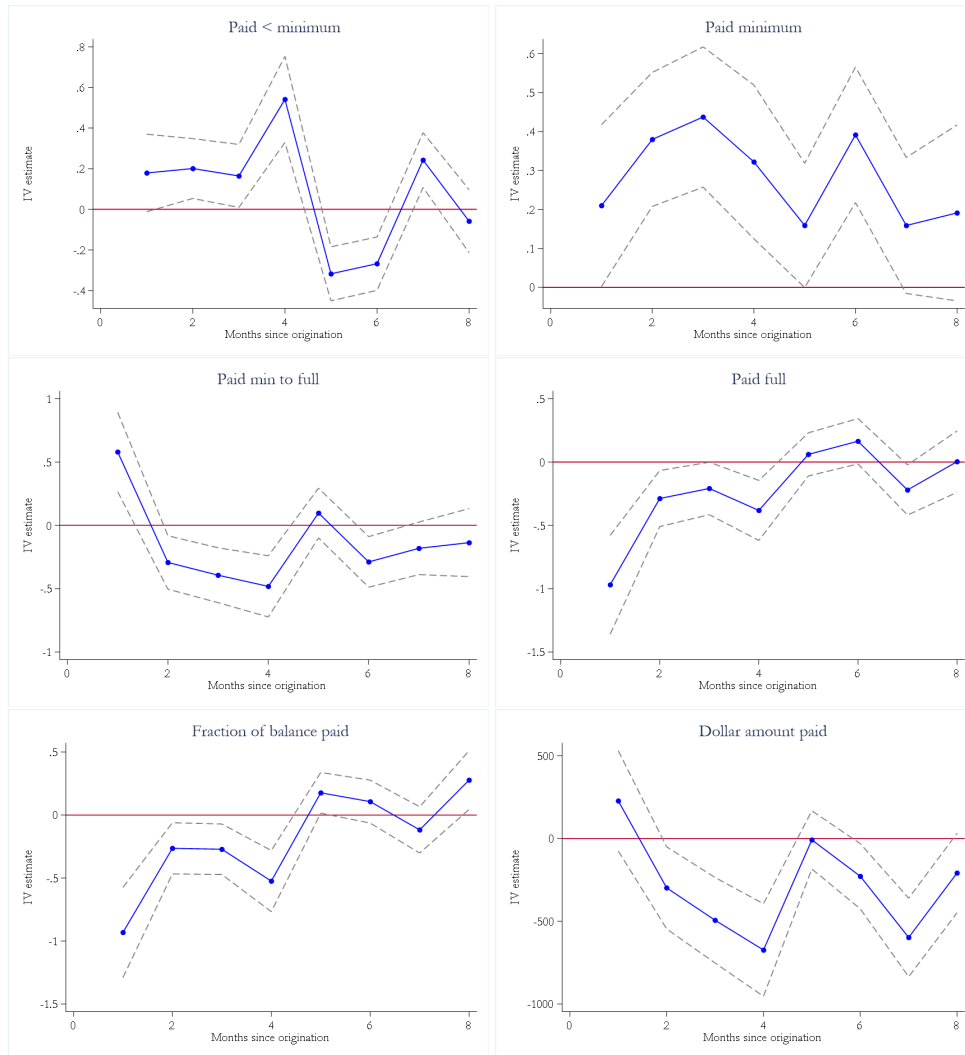 Paid < minimum
.8
.6
.4
.2
0
-.2
-.4
IV estimate
0 2 4 6 8
Months since origination
Paid minimum
.6
.5
.4
.3
.2
.1
0
IV estimate
0 2 4 6 8
Months since origination
Paid min to full
1
.5
0
-.5
-1
IV estimate
0 2 4 6 8
Months since origination
Paid full
.5
0
-.5
-1
-1.5
IV estimate
0 2 4 6 8
Months since origination
Fraction of balance paid
.5
0
-.5
-1
-1.5
IV estimate
0 2 4 6 8
Months since origination
Dollar amount paid
500
0
-500
-1000
IV estimate
0 2 4 6 8
Months since origination